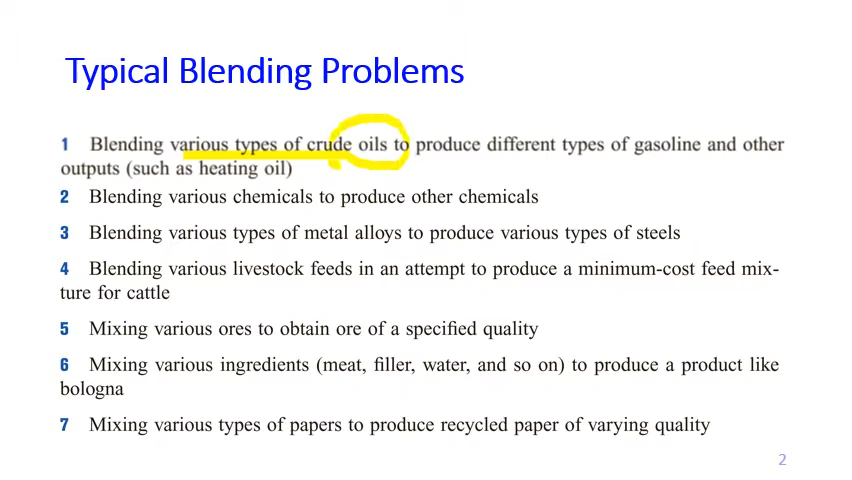 Typical Blending Problems
1 Blending various types of crude oils to produce different types of gasoline and other
outputs (such as heating oil)
2 Blending various chemicals to produce other chemicals
3 Blending various types of metal alloys to produce various types of steels
4 Blending various livestock feeds in an attempt to produce a minimum-cost feed mix-
ture for cattle
5 Mixing various ores to obtain ore of a specified quality
6 Mixing various ingredients (meat, filler, water, and so on) to produce a product like
bologna
7 Mixing various types of papers to produce recycled paper of varying quality
2